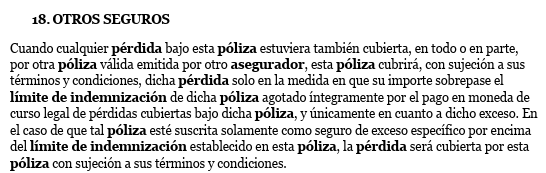 18. OTROS SEGUROS
Cuando cualquier pérdida bajo esta póliza estuviera también cubierta, en todo o en parte,
por otra póliza válida emitida por otro asegurador, esta póliza cubrirá, con sujeción a sus
términos y condiciones, dicha pérdida solo en la medida en que su importe sobrepase el
límite de indemnización de dicha póliza agotado íntegramente por el pago en moneda de
curso legal de pérdidas cubiertas bajo dicha póliza, y únicamente en cuanto a dicho exceso. En
el caso de que tal póliza esté suscrita solamente como seguro de exceso específico por encima
del límite de indemnización establecido en esta póliza, la pérdida será cubierta por esta
póliza con sujeción a sus términos y condiciones.